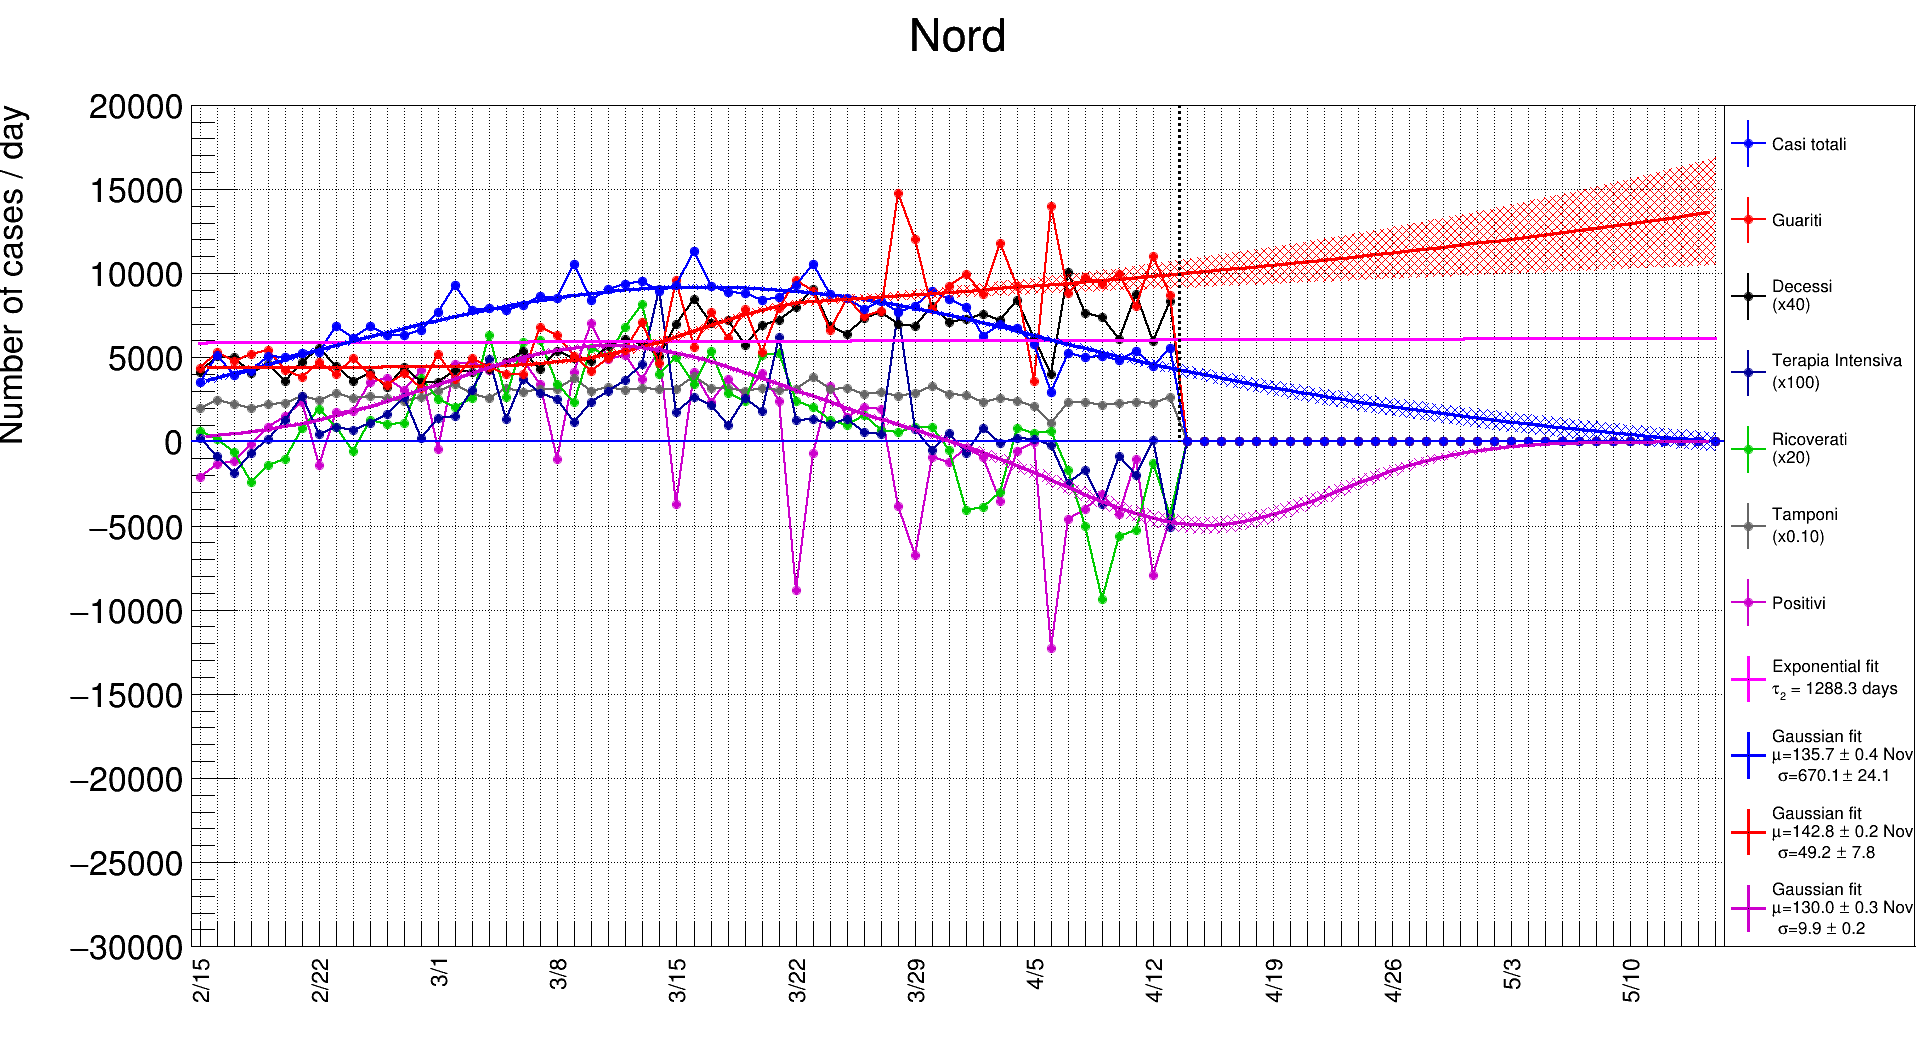 Nord
Number of cases / day
20000
15000
10000
5000
0
−5000
−10000
−15000
−20000
−25000
−30000
2/15
2/22
3/1
3/8
3/15
3/22
3/29
4/5
4/12
4/19
4/26
5/3
5/10
Casi totali
Guariti
Decessi
(x40)
Terapia Intensiva
(x100)
Ricoverati
(x20)
Tamponi
(x0.10)
Positivi
Exponential fit
τ₂ = 1288.3 days
Gaussian fit
μ=135.7 ± 0.4 Nov
σ=670.1 ± 24.1
Gaussian fit
μ=142.8 ± 0.2 Nov
σ=49.2 ± 7.8
Gaussian fit
μ=130.0 ± 0.3 Nov
σ=9.9 ± 0.2